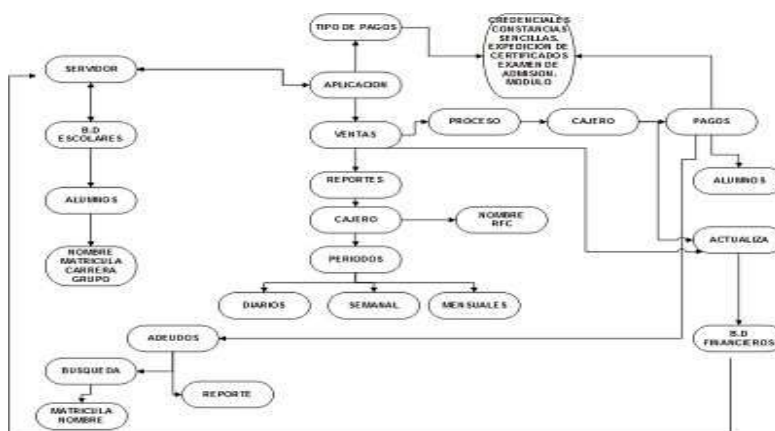 TIPO DE PAGOS
CREDENCIALES
CONSTANCIAS
SENCILLAS.
EXPEDICION DE
CERTIFICADOS
EXAMEN DE
ADMISION.
MODULO
SERVIDOR
APLICACION
B.D
ESCOLARES
VENTAS
PROCESO
CAJERO
PAGOS
ALUMNOS
REPORTES
ALUMNOS
CAJERO
NOMBRE
RFC
NOMBRE
MATRICULA
CARRERA
GRUPO
PERIODOS
ACTUALIZA
DIARIOS
SEMANAL
MENSUALES
ADEUDOS
B.D
FINANCIEROS
BUSQUEDA
REPORTE
MATRICULA
NOMBRE